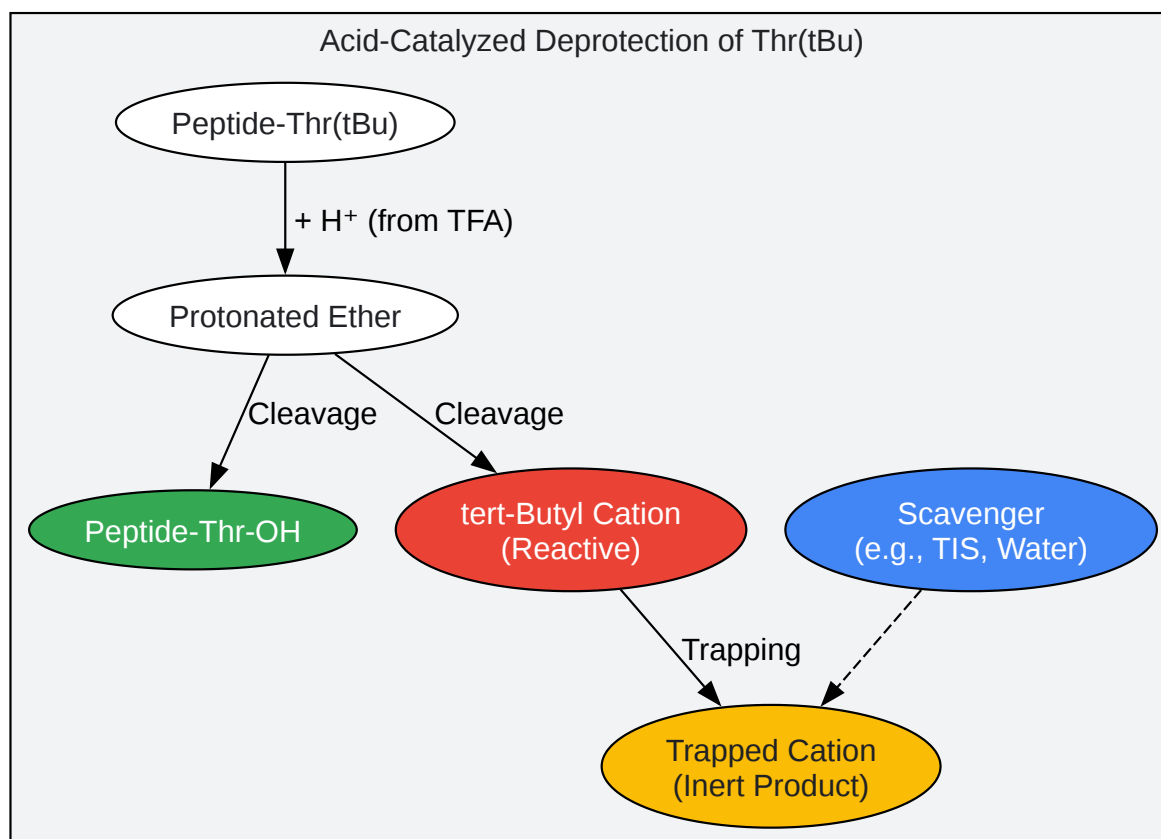 Acid-Catalyzed Deprotection of Thr(tBu)
Peptide-Thr(tBu)
+ H⁺ (from TFA)
Protonated Ether
Cleavage
Cleavage
Peptide-Thr-OH
tert-Butyl Cation
(Reactive)
Scavenger
(e.g., TIS, Water)
Trapping
Trapped Cation
(Inert Product)